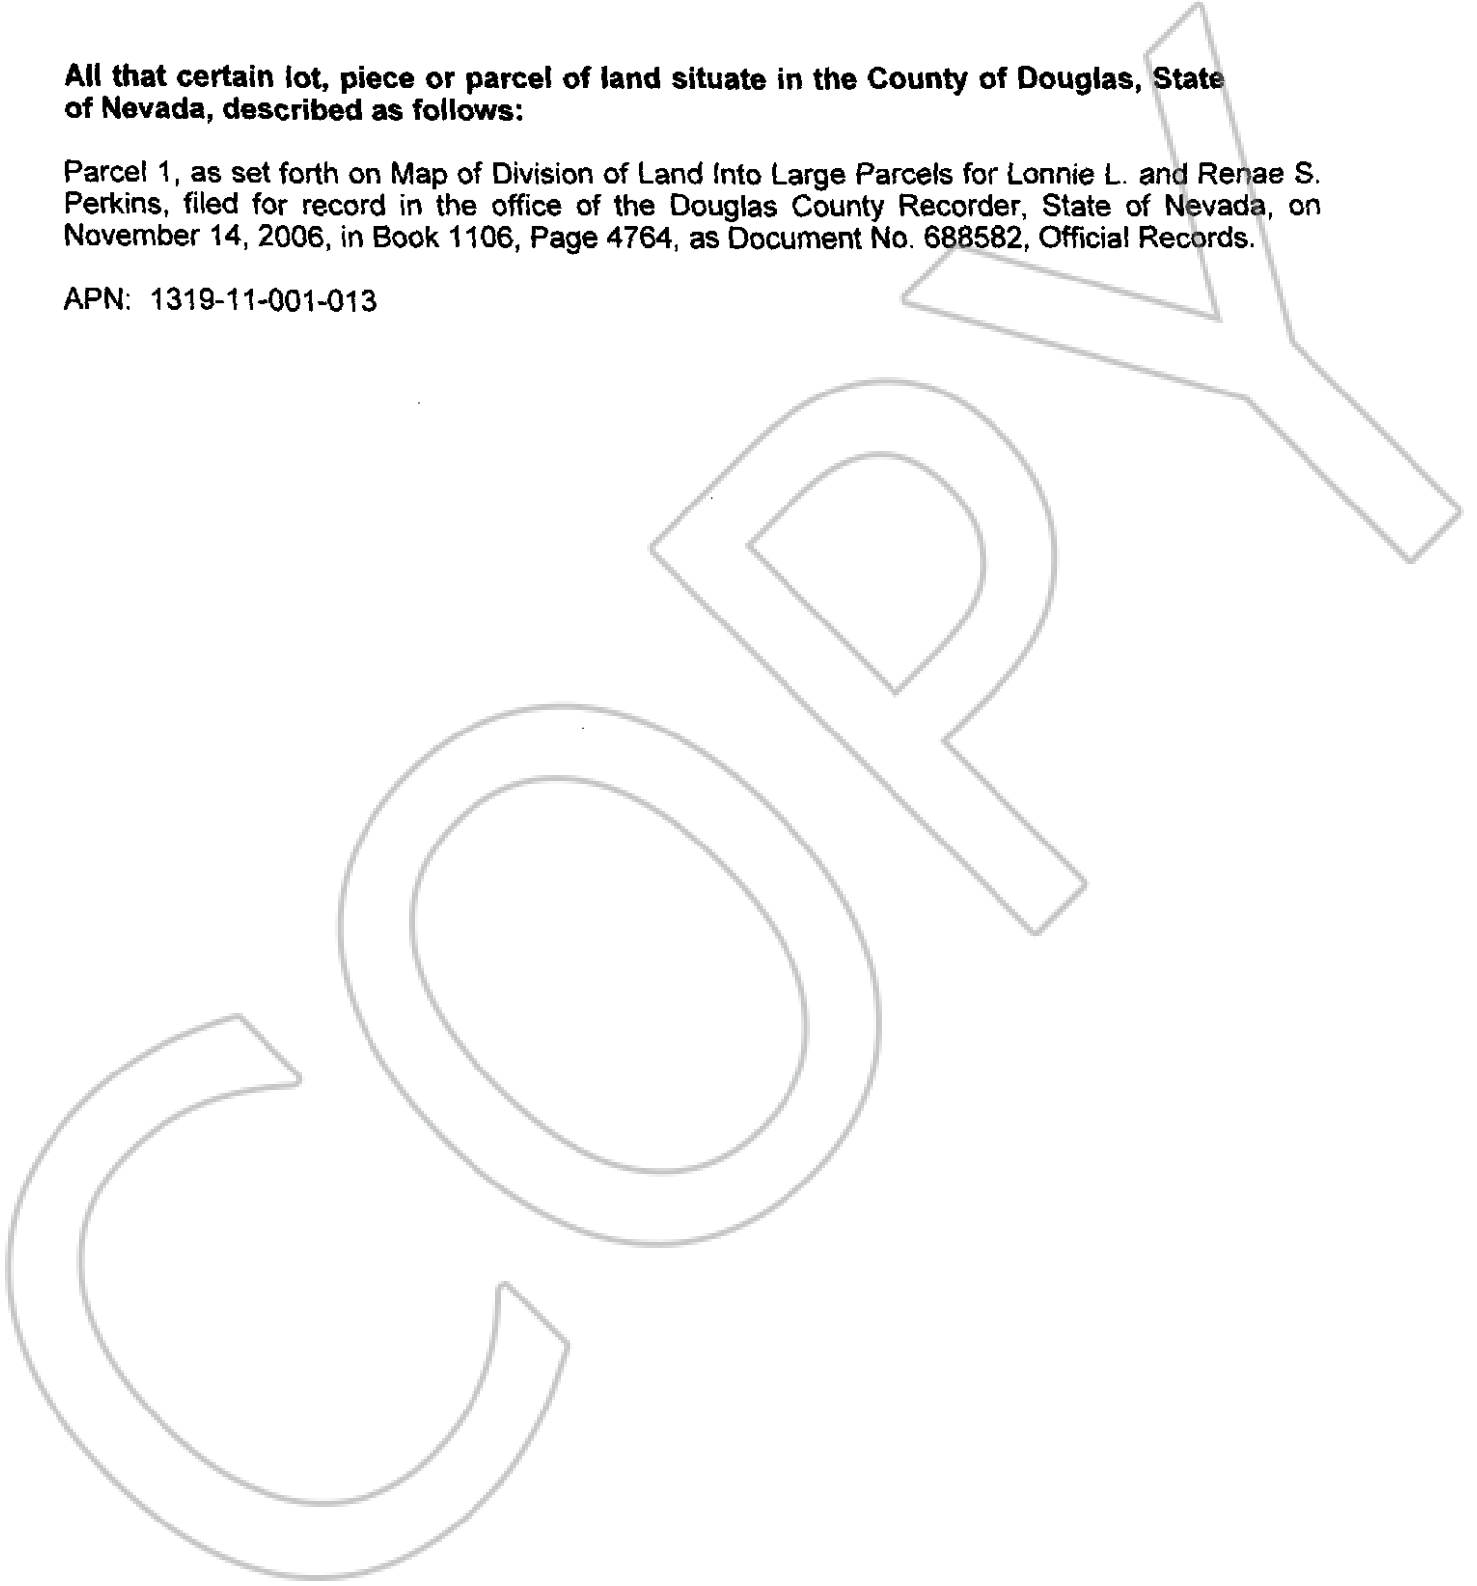 All that certain lot, piece or parcel of land situate in the County of Douglas, State
of Nevada, described as follows:
Parcel 1, as set forth on Map of Division of Land Into Large Parcels for Lonnie L. and Renae S.
Perkins, filed for record in the office of the Douglas County Recorder, State of Nevada, on
November 14, 2006, in Book 1106, Page 4764, as Document No. 688582, Official Records.
APN: 1319-11-001-013
COPY